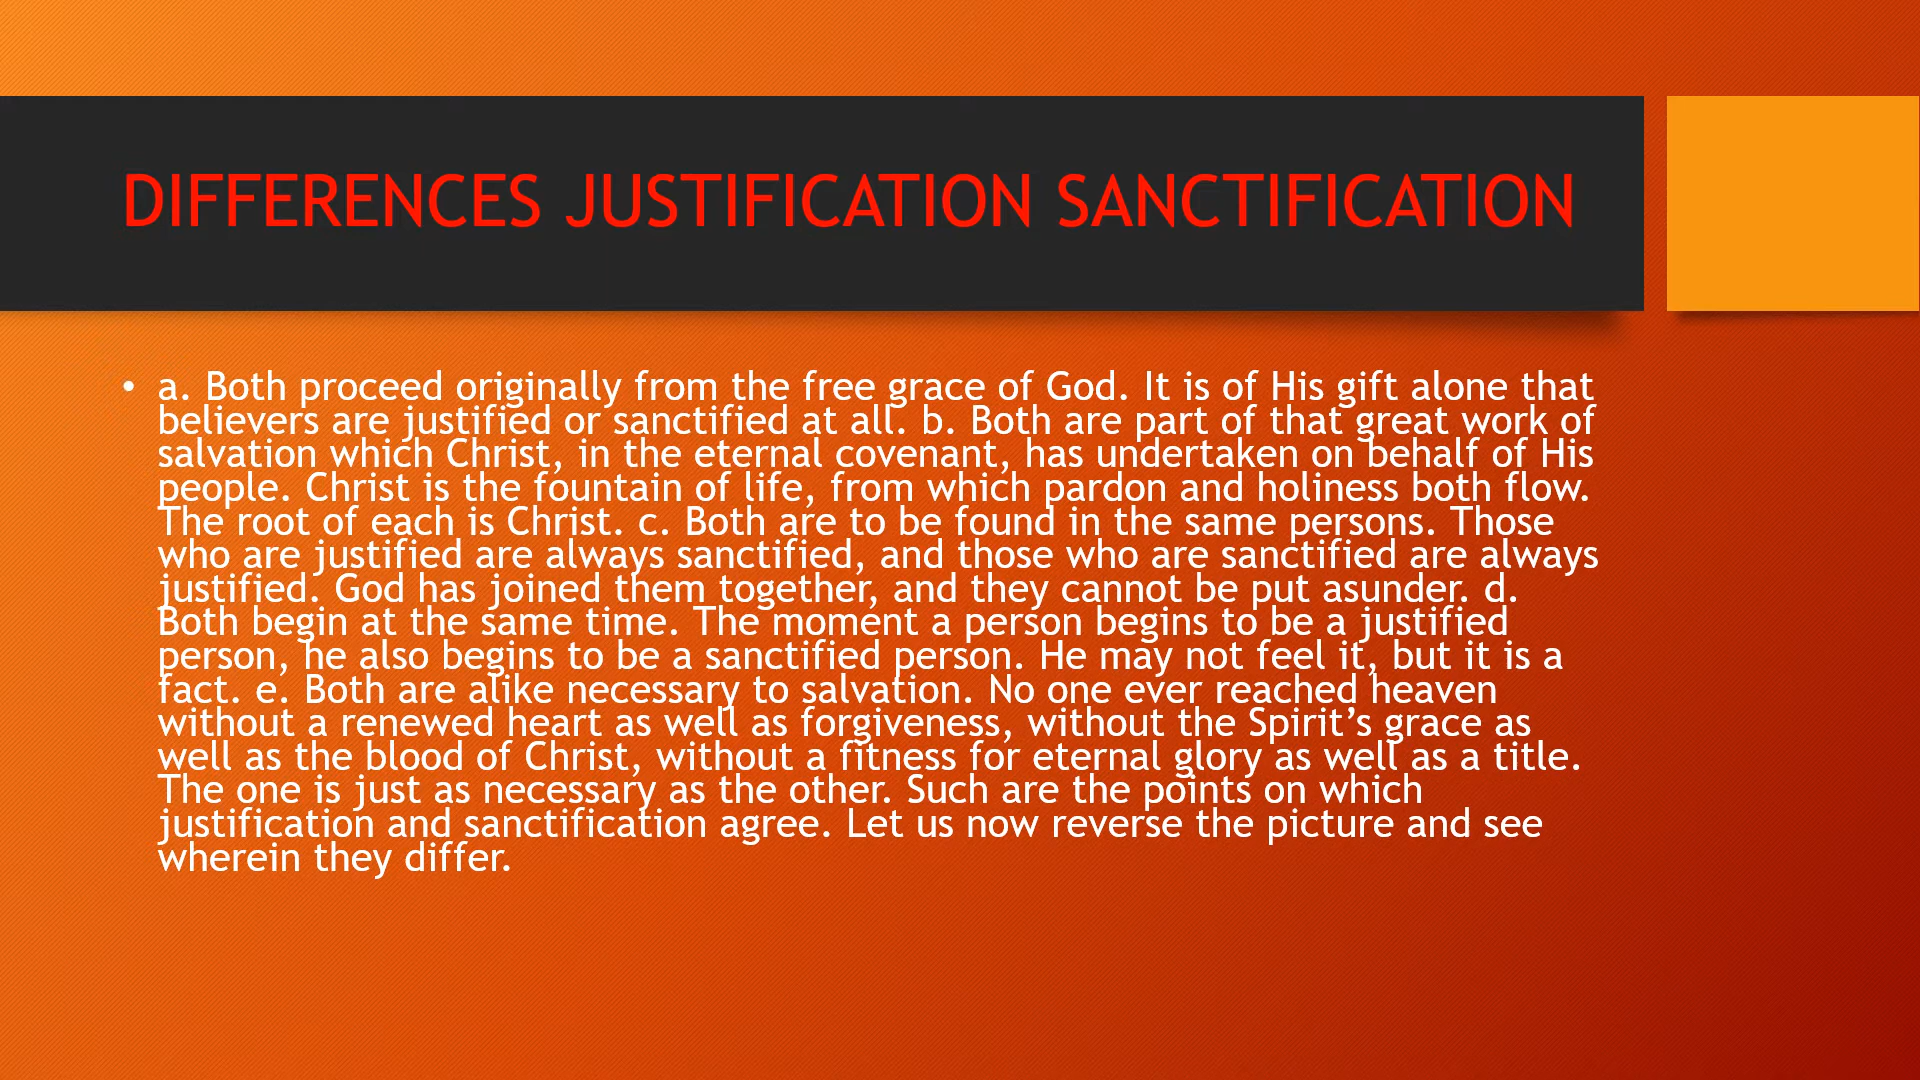 DIFFERENCES JUSTIFICATION SANCTIFICATION
• a. Both proceed originally from the free grace of God. It is of His gift alone that
believers are justified or sanctified at all. b. Both are part of that great work of
salvation which Christ, in the eternal covenant, has undertaken on behalf of His
people. Christ is the fountain of life, from which pardon and holiness both flow.
The root of each is Christ. c. Both are to be found in the same persons. Those
who are justified are always sanctified, and those who are sanctified are always
justified. God has joined them together, and they cannot be put asunder. d.
Both begin at the same time. The moment a person begins to be a justified
person, he also begins to be a sanctified person. He may not feel it, but it is a
fact. e. Both are alike necessary to salvation. No one ever reached heaven
without a renewed heart as well as forgiveness, without the Spirit’s grace as
well as the blood of Christ, without a fitness for eternal glory as well as a title.
The one is just as necessary as the other. Such are the points on which
justification and sanctification agree. Let us now reverse the picture and see
wherein they differ.